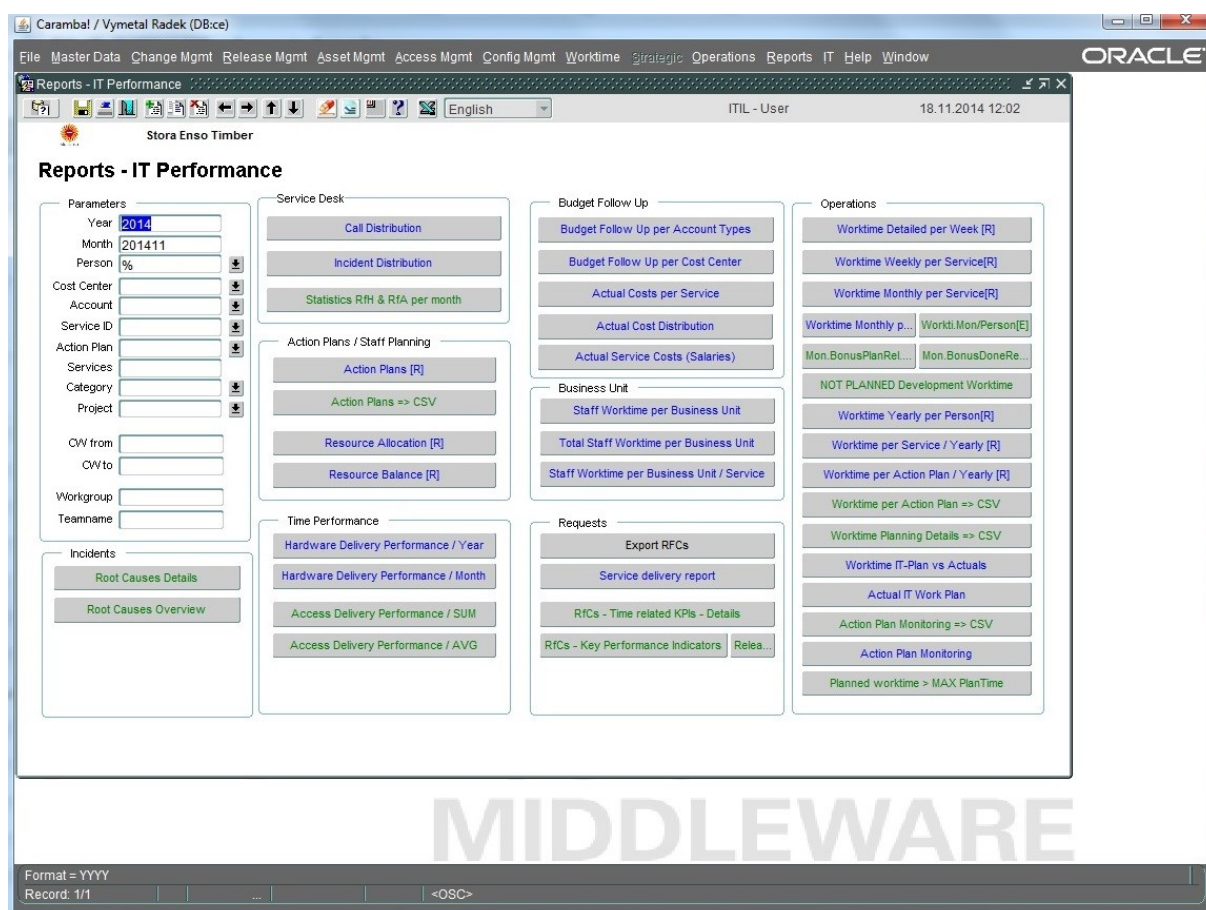 Caramba! / Vymetal Radek (DB:ce)
File Master Data Change Mgmt Release Mgmt Asset Mgmt Access Mgmt Config Mgmt Worktime Strategic Operations Reports IT Help Window
ORACLE
Reports - IT Performance
English
ITIL - User
18.11.2014 12:02
Stora Enso Timber
Reports - IT Performance
Parameters
Year 2014
Month 201411
Person %
Cost Center
Account
Service ID
Action Plan
Services
Category
Project
CW from
CW to
Workgroup
Teamname
Incidents
Root Causes Details
Root Causes Overview
Service Desk
Call Distribution
Incident Distribution
Statistics RfH & RfA per month
Action Plans / Staff Planning
Action Plans [R]
Action Plans => CSV
Resource Allocation [R]
Resource Balance [R]
Time Performance
Hardware Delivery Performance / Year
Hardware Delivery Performance / Month
Access Delivery Performance / SUM
Access Delivery Performance / AVG
Budget Follow Up
Budget Follow Up per Account Types
Budget Follow Up per Cost Center
Actual Costs per Service
Actual Cost Distribution
Actual Service Costs (Salaries)
Business Unit
Staff Worktime per Business Unit
Total Staff Worktime per Business Unit
Staff Worktime per Business Unit / Service
Requests
Export RFCs
Service delivery report
RfCs - Time related KPIs - Details
RfCs - Key Performance Indicators Relea...
Operations
Worktime Detailed per Week [R]
Worktime Weekly per Service[R]
Worktime Monthly per Service[R]
Worktime Monthly p... Workti.Mon/Person[E]
Mon.BonusPlanRel.... Mon.BonusDoneRe...
NOT PLANNED Development Worktime
Worktime Yearly per Person[R]
Worktime per Service / Yearly [R]
Worktime per Action Plan / Yearly [R]
Worktime per Action Plan => CSV
Worktime Planning Details => CSV
Worktime IT-Plan vs Actuals
Actual IT Work Plan
Action Plan Monitoring => CSV
Action Plan Monitoring
Planned worktime > MAX PlanTime
MIDDLEWARE
Format = YYYY
Record: 1/1 ... <OSC>